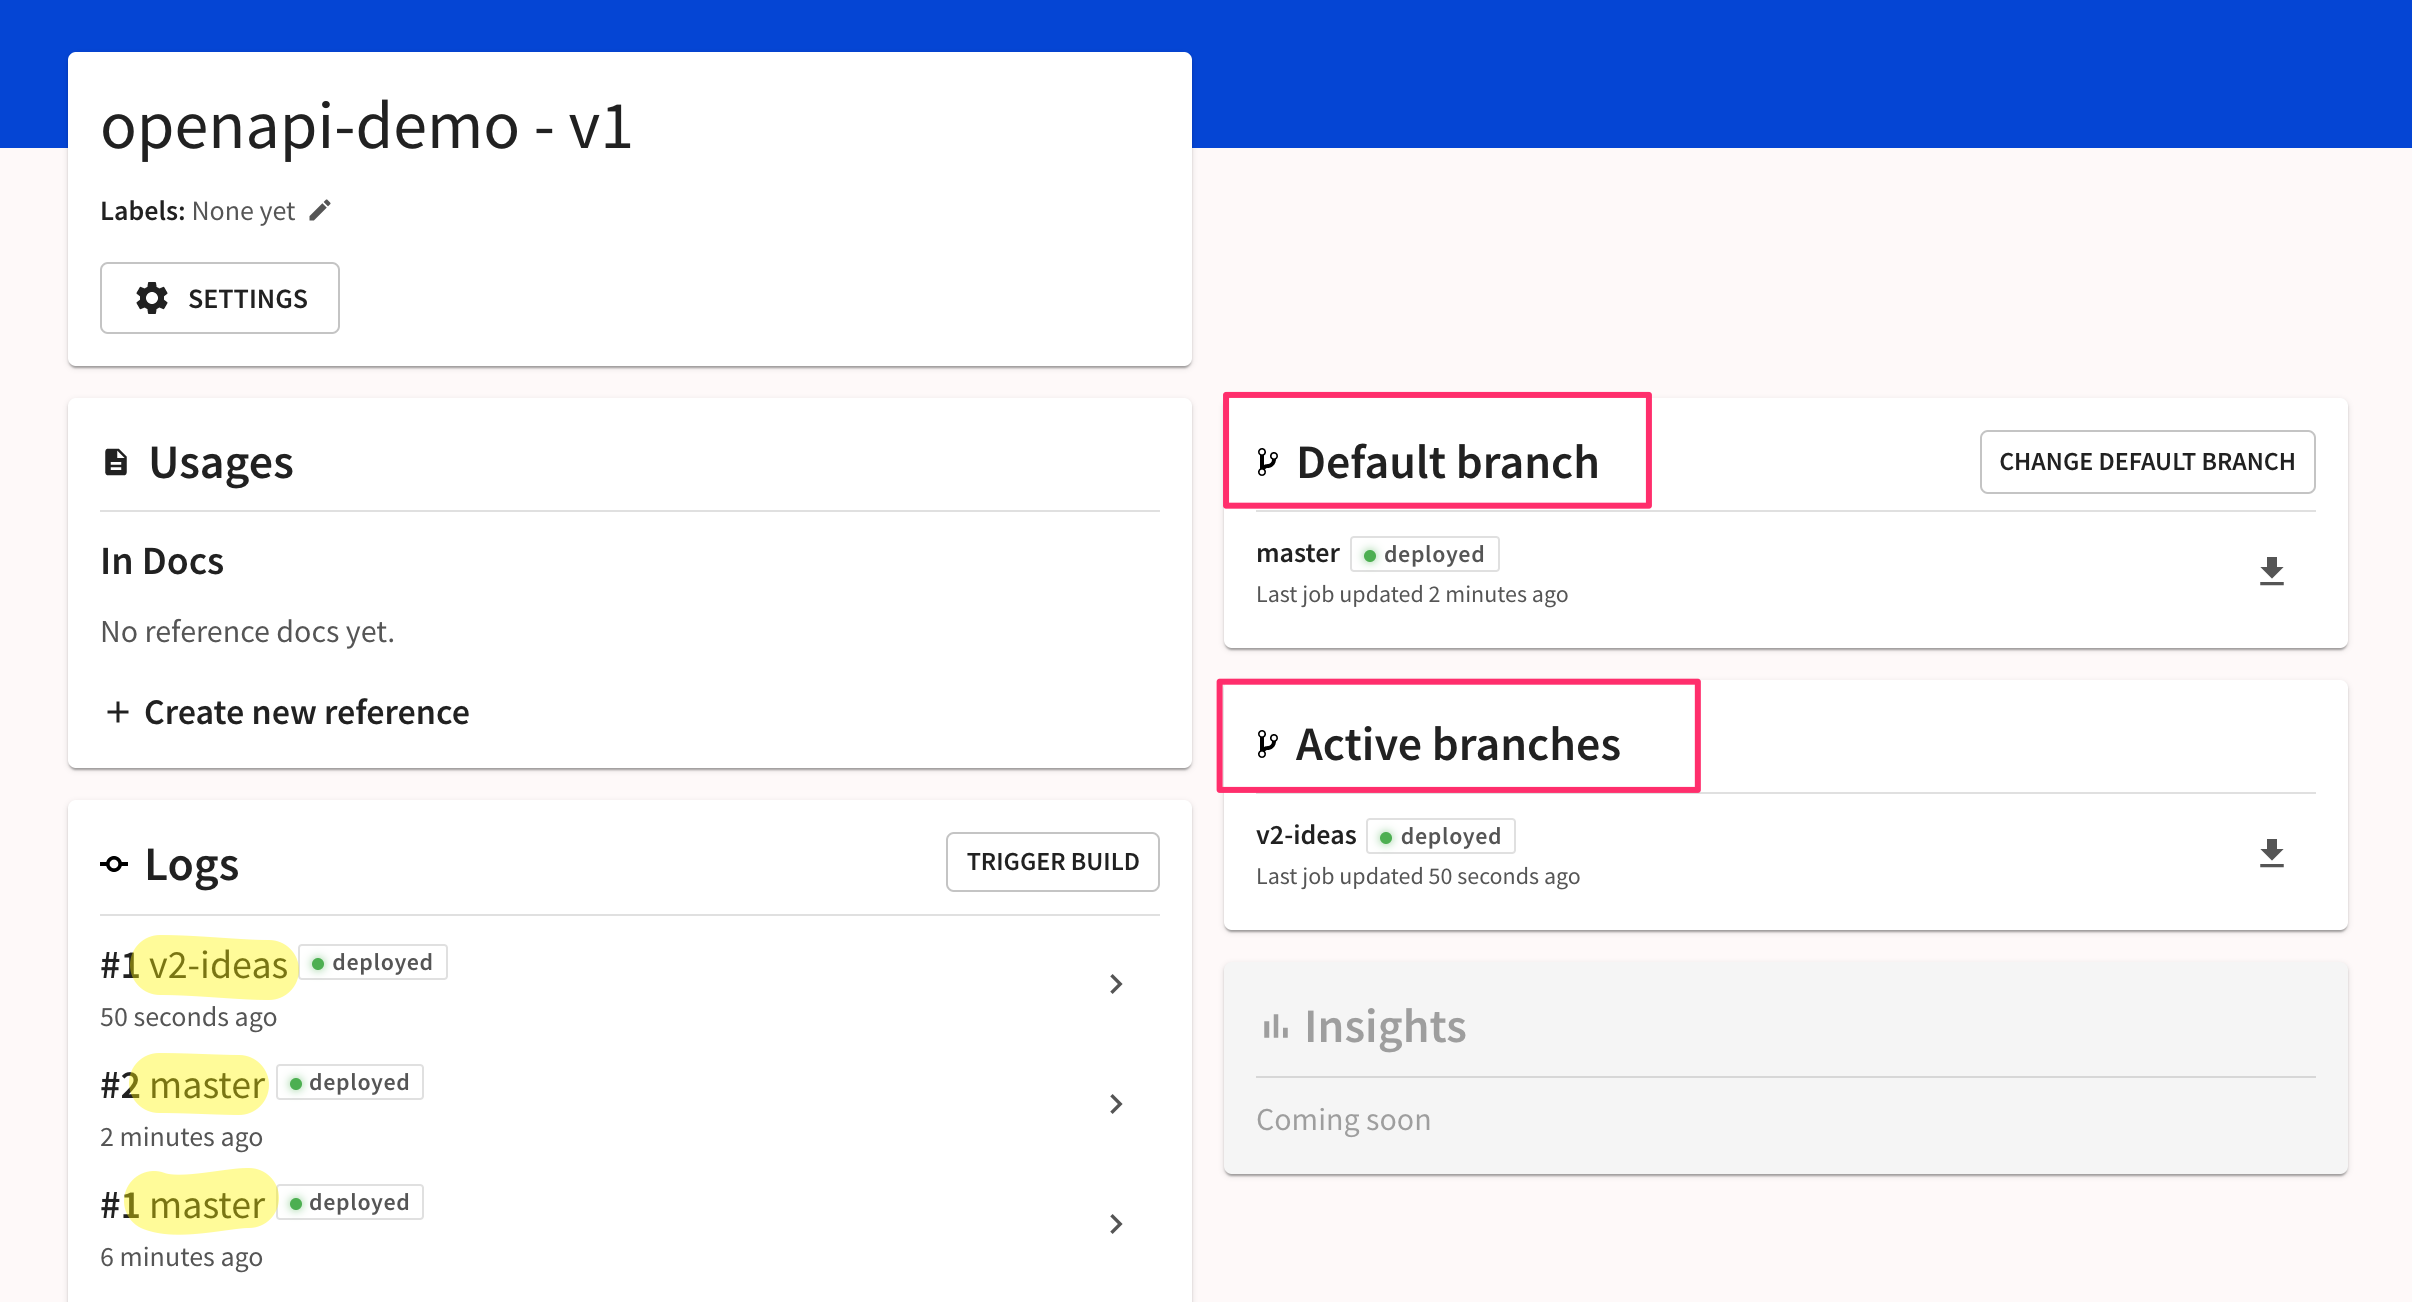 openapi-demo - v1
Labels: None yet
SETTINGS
Usages
In Docs
No reference docs yet.
+ Create new reference
Logs
TRIGGER BUILD
#1 v2-ideas deployed
50 seconds ago
#2 master deployed
2 minutes ago
#1 master deployed
6 minutes ago
Default branch
CHANGE DEFAULT BRANCH
master deployed
Last job updated 2 minutes ago
Active branches
v2-ideas deployed
Last job updated 50 seconds ago
Insights
Coming soon